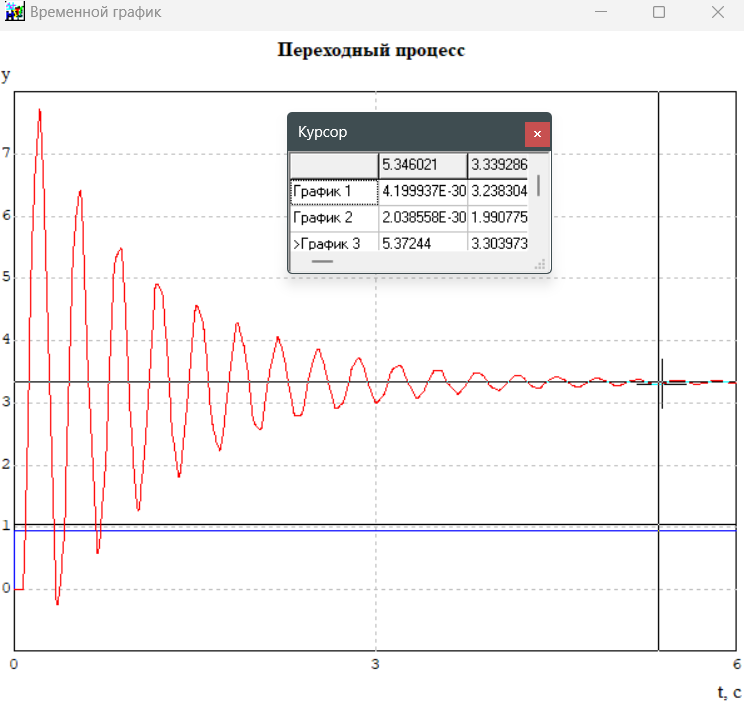 Временной график
Переходный процесс
y
Курсор
5.346021 3.339286
График 1 4.199937E-30 3.238304
График 2 2.038558E-30 1.990775
>График 3 5.37244 3.303973
7
6
5
4
3
2
1
0
0 3 6
t, с